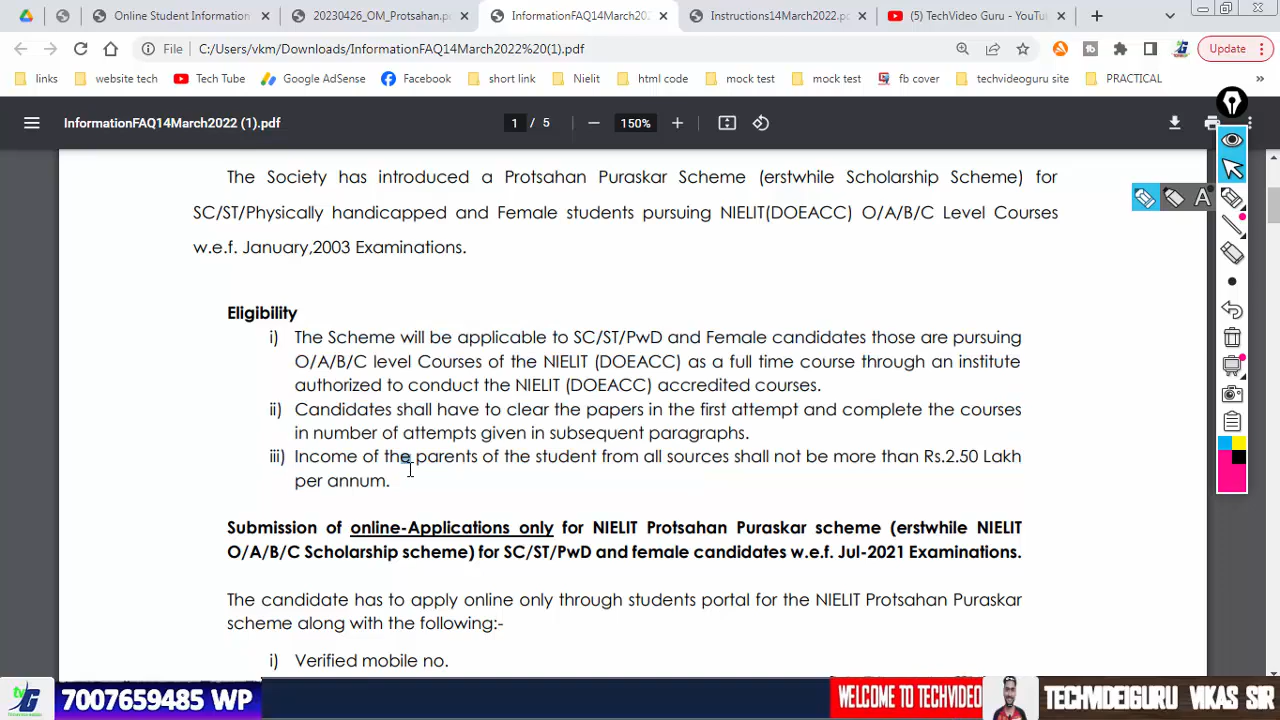 Online Student Information
20230426_OM_Protsahan.p
InformationFAQ14March202
Instructions14March2022.pd
(5) TechVideo Guru - YouTu
File C:/Users/vkm/Downloads/InformationFAQ14March2022%20(1).pdf
Update
links website tech Tech Tube Google AdSense Facebook short link Nielit html code mock test mock test fb cover techvideoguru site PRACTICAL »
InformationFAQ14March2022 (1).pdf 1 / 5 150%
The Society has introduced a Protsahan Puraskar Scheme (erstwhile Scholarship Scheme) for
SC/ST/Physically handicapped and Female students pursuing NIELIT(DOEACC) O/A/B/C Level Courses
w.e.f. January,2003 Examinations.
Eligibility
i) The Scheme will be applicable to SC/ST/PwD and Female candidates those are pursuing
O/A/B/C level Courses of the NIELIT (DOEACC) as a full time course through an institute
authorized to conduct the NIELIT (DOEACC) accredited courses.
ii) Candidates shall have to clear the papers in the first attempt and complete the courses
in number of attempts given in subsequent paragraphs.
iii) Income of the parents of the student from all sources shall not be more than Rs.2.50 Lakh
per annum.
Submission of online-Applications only for NIELIT Protsahan Puraskar scheme (erstwhile NIELIT
O/A/B/C Scholarship scheme) for SC/ST/PwD and female candidates w.e.f. Jul-2021 Examinations.
The candidate has to apply online only through students portal for the NIELIT Protsahan Puraskar
scheme along with the following:-
i) Verified mobile no.
A
7007659485 WP
WELCOME TO TECHVIDEO
TECHVIDEIGURU VIKAS SIR